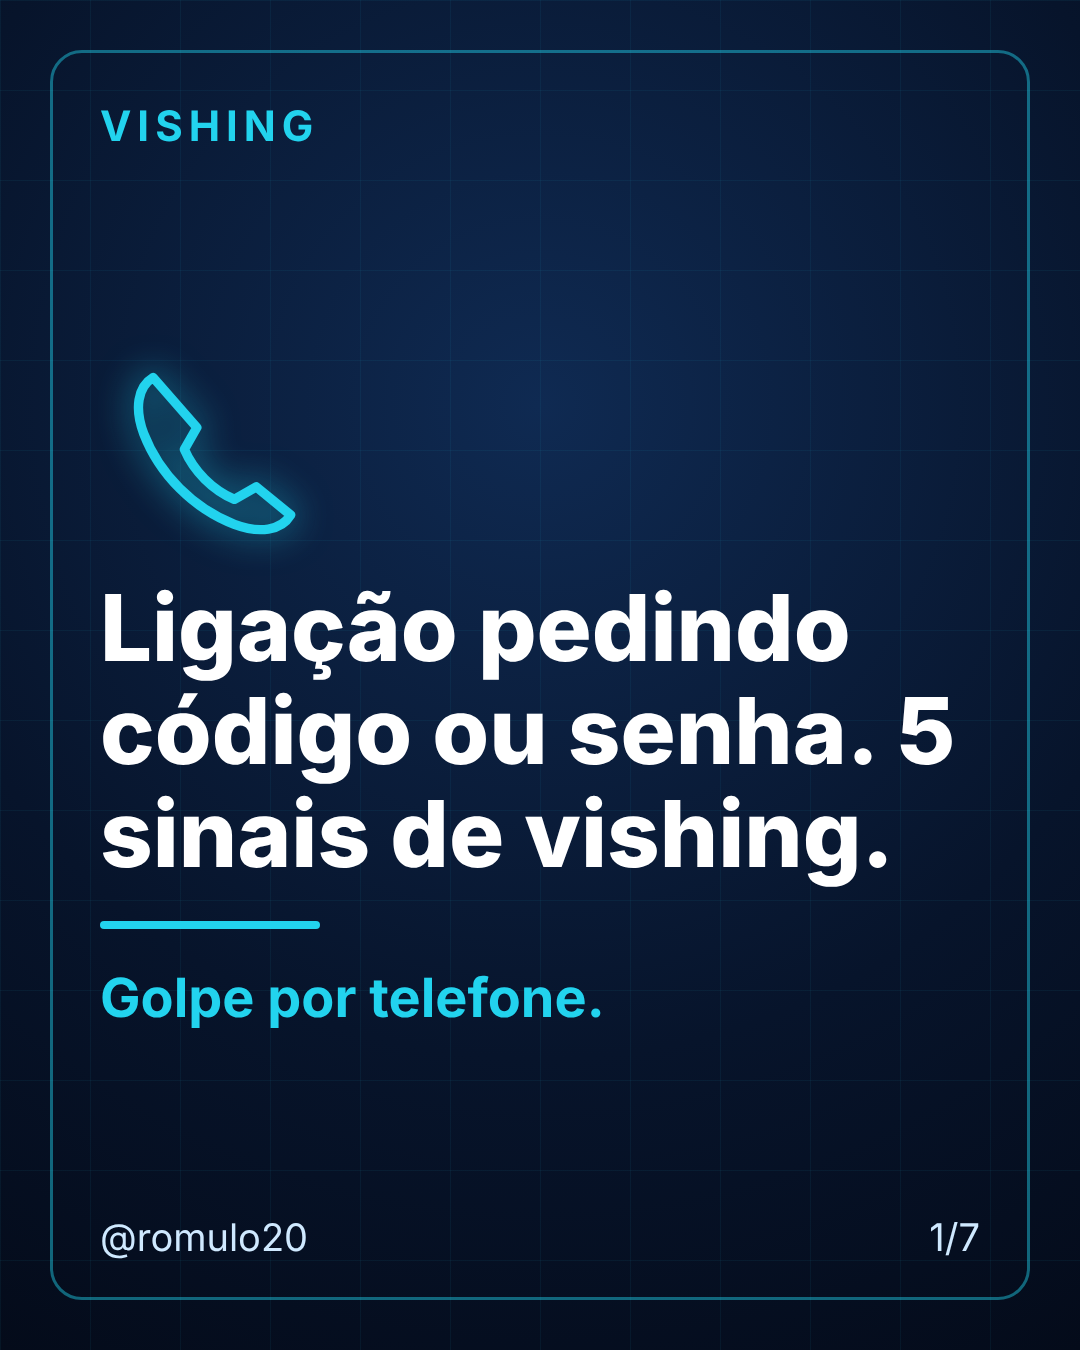 VISHING
Ligação pedindo
código ou senha. 5
sinais de vishing.
Golpe por telefone.
@romulo20
1/7